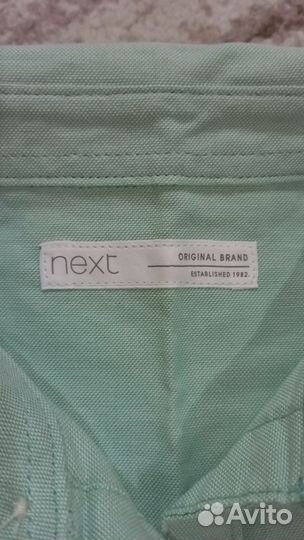 next
ORIGINAL BRAND
ESTABLISHED 1982.
Avito